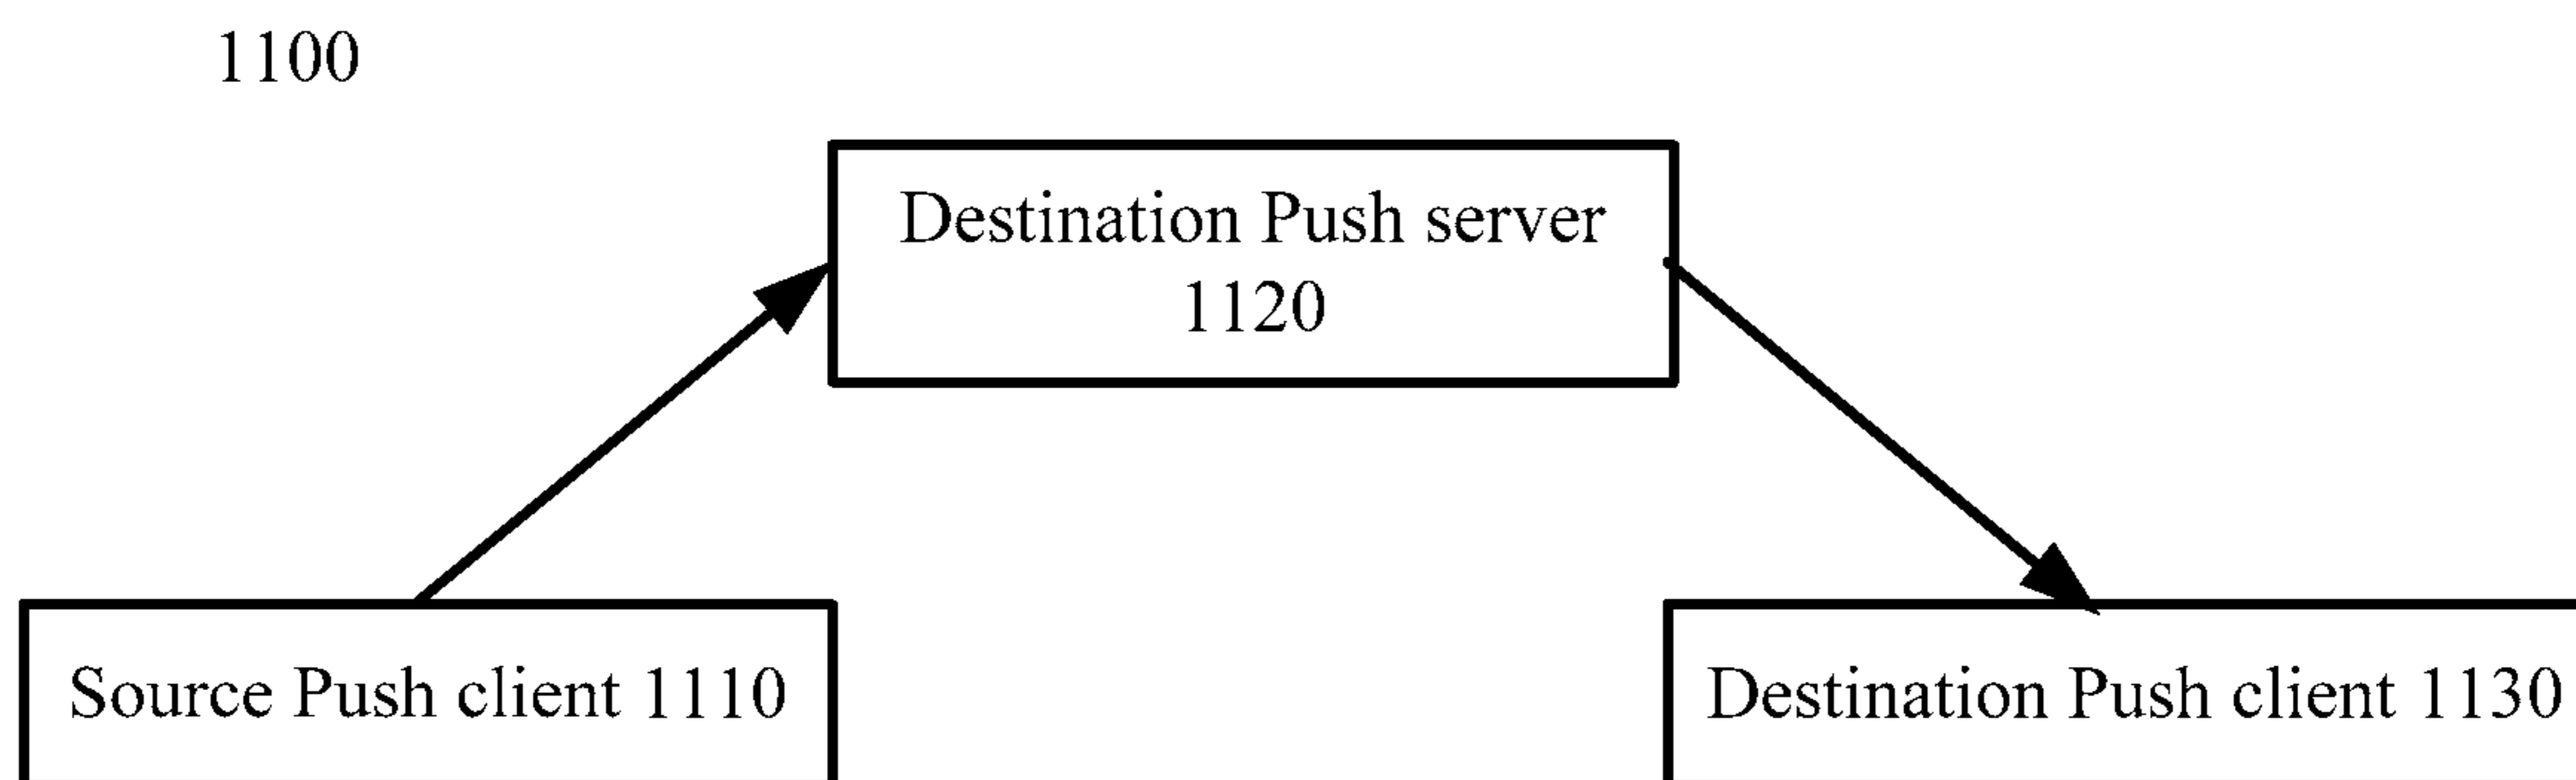 1100
Destination Push server
1120
Source Push client 1110
Destination Push client 1130